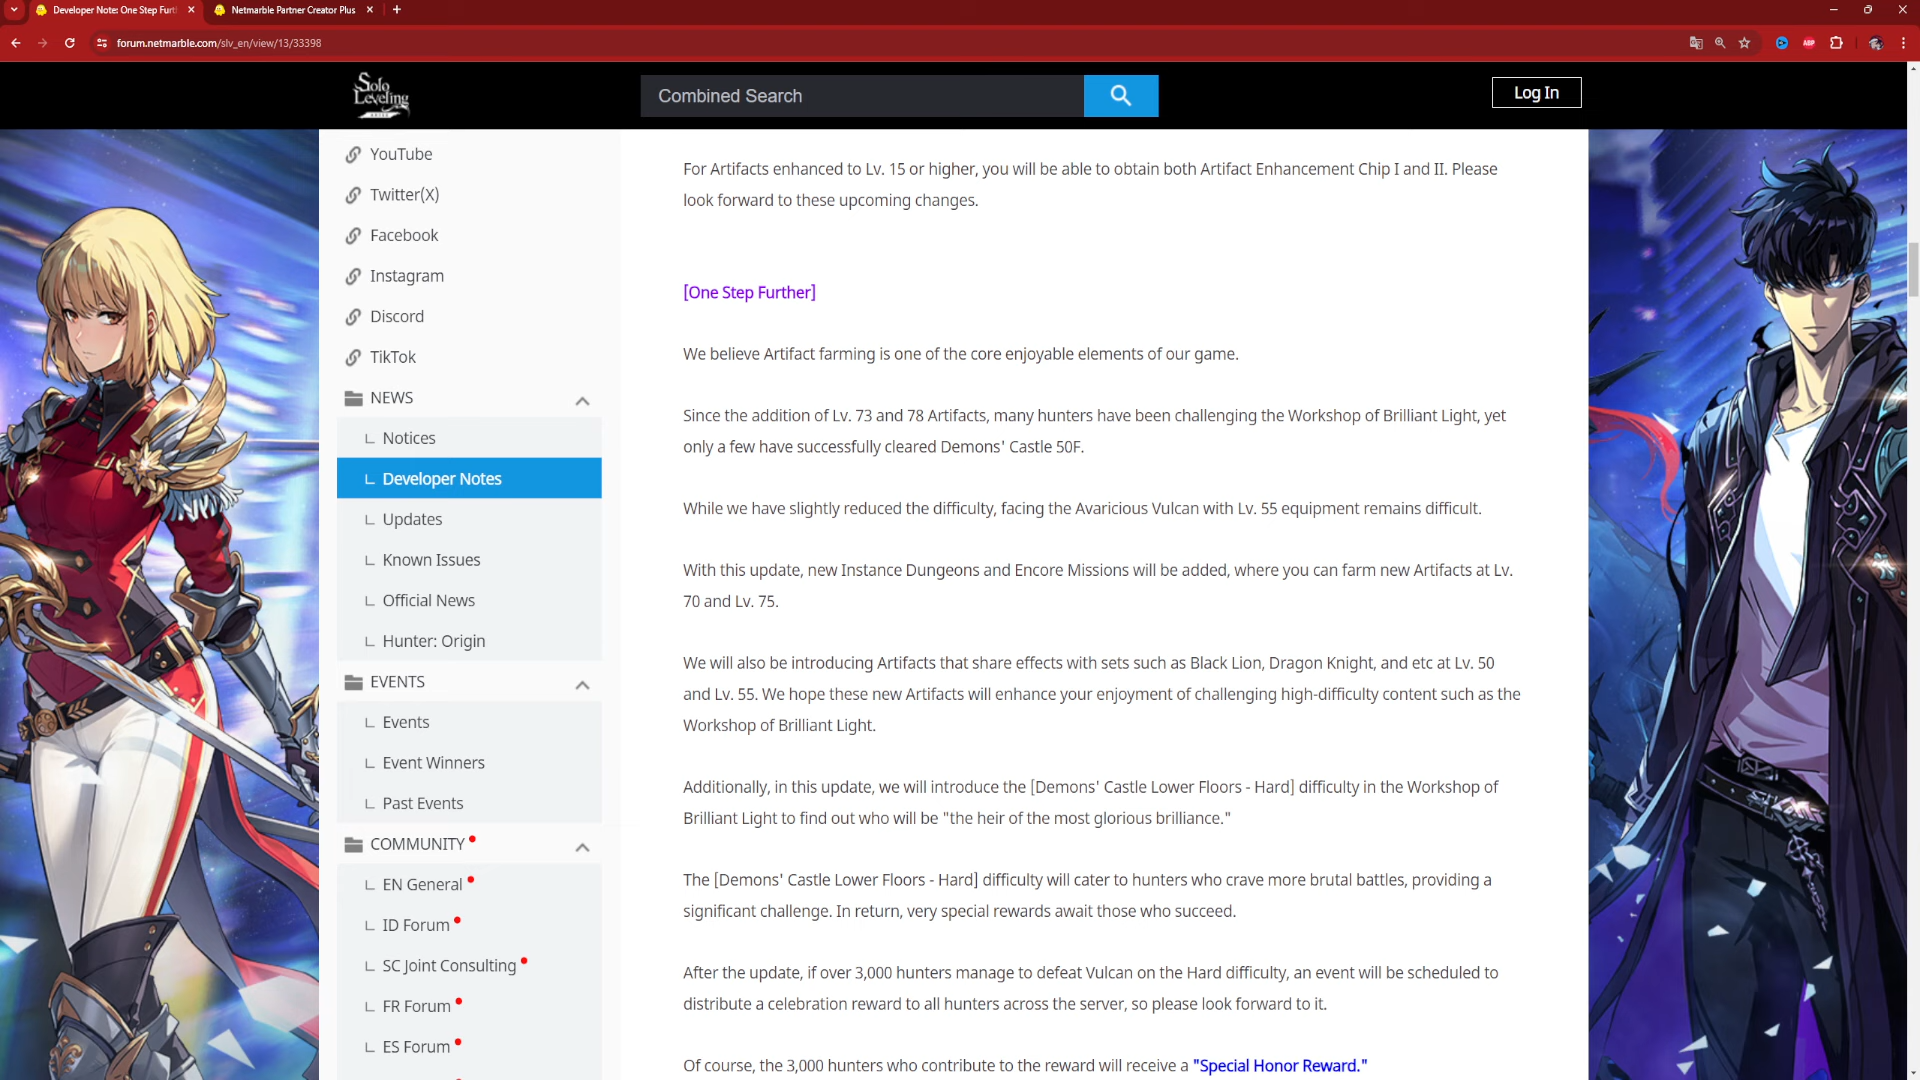 Developer Note: One Step Furt
Netmarble Partner Creator Plus
forum.netmarble.com/slv_en/view/13/33398
ABP
Solo
Leveling
Combined Search
Log In
YouTube
Twitter(X)
Facebook
Instagram
Discord
TikTok
NEWS
Notices
Developer Notes
Updates
Known Issues
Official News
Hunter: Origin
EVENTS
Events
Event Winners
Past Events
COMMUNITY
EN General
ID Forum
SC Joint Consulting
FR Forum
ES Forum
For Artifacts enhanced to Lv. 15 or higher, you will be able to obtain both Artifact Enhancement Chip I and II. Please
look forward to these upcoming changes.
[One Step Further]
We believe Artifact farming is one of the core enjoyable elements of our game.
Since the addition of Lv. 73 and 78 Artifacts, many hunters have been challenging the Workshop of Brilliant Light, yet
only a few have successfully cleared Demons' Castle 50F.
While we have slightly reduced the difficulty, facing the Avaricious Vulcan with Lv. 55 equipment remains difficult.
With this update, new Instance Dungeons and Encore Missions will be added, where you can farm new Artifacts at Lv.
70 and Lv. 75.
We will also be introducing Artifacts that share effects with sets such as Black Lion, Dragon Knight, and etc at Lv. 50
and Lv. 55. We hope these new Artifacts will enhance your enjoyment of challenging high-difficulty content such as the
Workshop of Brilliant Light.
Additionally, in this update, we will introduce the [Demons' Castle Lower Floors - Hard] difficulty in the Workshop of
Brilliant Light to find out who will be "the heir of the most glorious brilliance."
The [Demons' Castle Lower Floors - Hard] difficulty will cater to hunters who crave more brutal battles, providing a
significant challenge. In return, very special rewards await those who succeed.
After the update, if over 3,000 hunters manage to defeat Vulcan on the Hard difficulty, an event will be scheduled to
distribute a celebration reward to all hunters across the server, so please look forward to it.
Of course, the 3,000 hunters who contribute to the reward will receive a "Special Honor Reward."